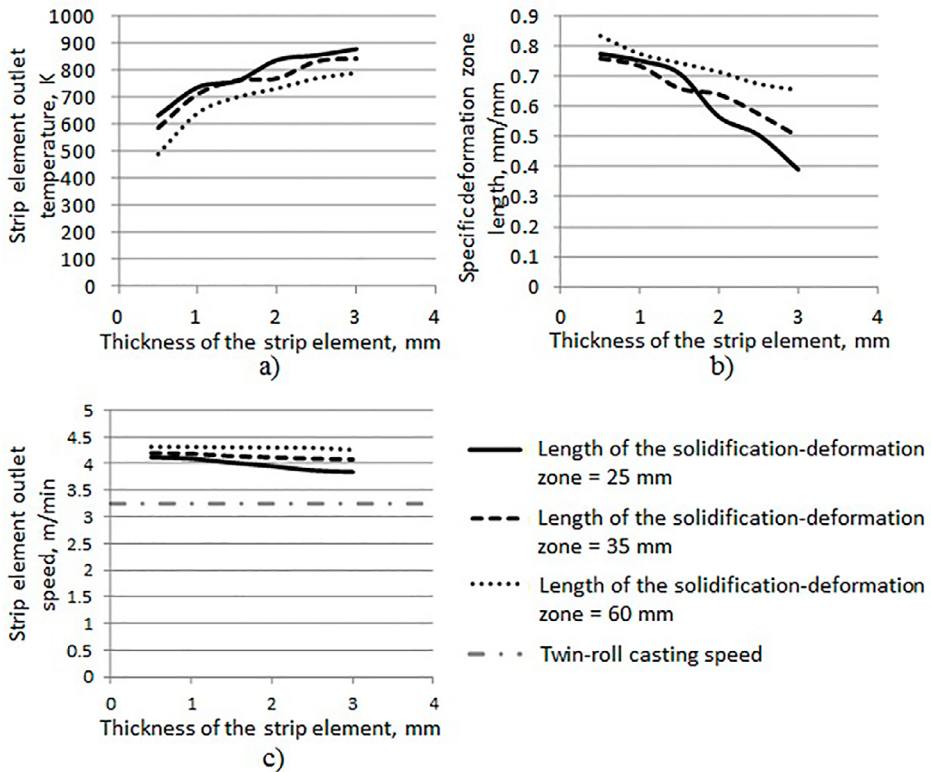 1000
900
800
700
600
500
400
300
200
100
0
0 1 2 3 4
Strip element outlet
temperature, K
Thickness of the strip element, mm
a)
0.9
0.8
0.7
0.6
0.5
0.4
0.3
0.2
0.1
0
0 1 2 3 4
Specific deformation zone
length, mm/mm
Thickness of the strip element, mm
b)
5
4.5
4
3.5
3
2.5
2
1.5
1
0.5
0
0 1 2 3 4
Strip element outlet
speed, m/min
Thickness of the strip element, mm
c)
Length of the solidification-deformation
zone = 25 mm
Length of the solidification-deformation
zone = 35 mm
Length of the solidification-deformation
zone = 60 mm
Twin-roll casting speed